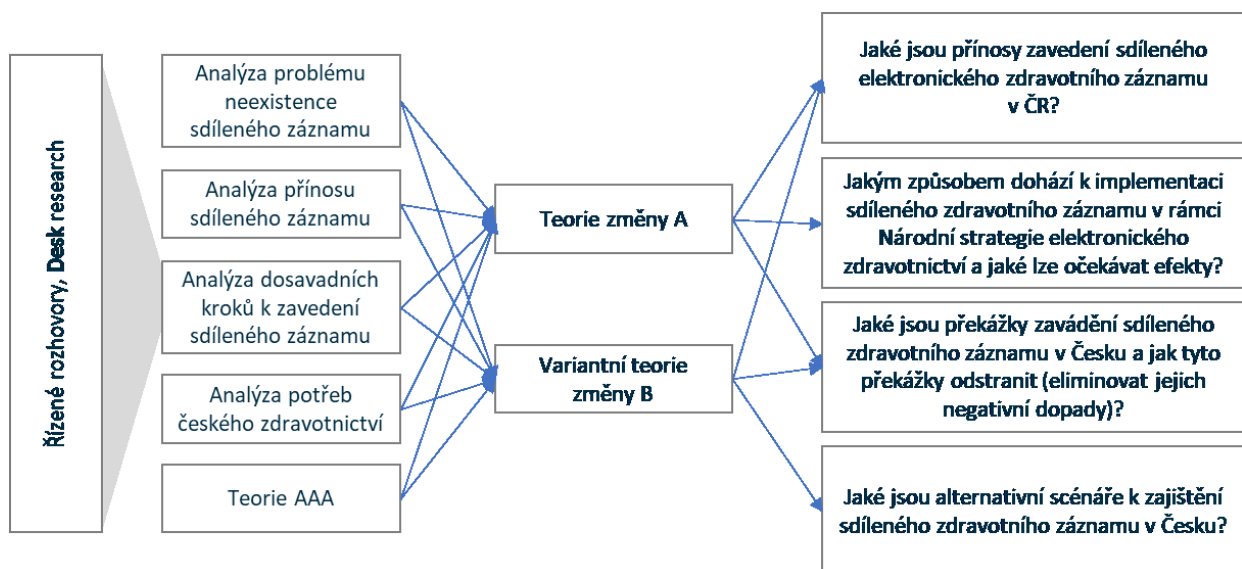 Řízené rozhovory, Desk research
Analýza problému
neexistence
sdíleného záznamu
Analýza přínosu
sdíleného záznamu
Analýza dosavadních
kroků k zavedení
sdíleného záznamu
Analýza potřeb
českého zdravotnictví
Teorie AAA
Teorie změny A
Variantní teorie
změny B
Jaké jsou přínosy zavedení sdíleného
elektronického zdravotního záznamu
v ČR?
Jakým způsobem dohází k implementaci
sdíleného zdravotního záznamu v rámci
Národní strategie elektronického
zdravotnictví a jaké lze očekávat efekty?
Jaké jsou překážky zavádění sdíleného
zdravotního záznamu v Česku a jak tyto
překážky odstranit (eliminovat jejich
negativní dopady)?
Jaké jsou alternativní scénáře k zajištění
sdíleného zdravotního záznamu v Česku?